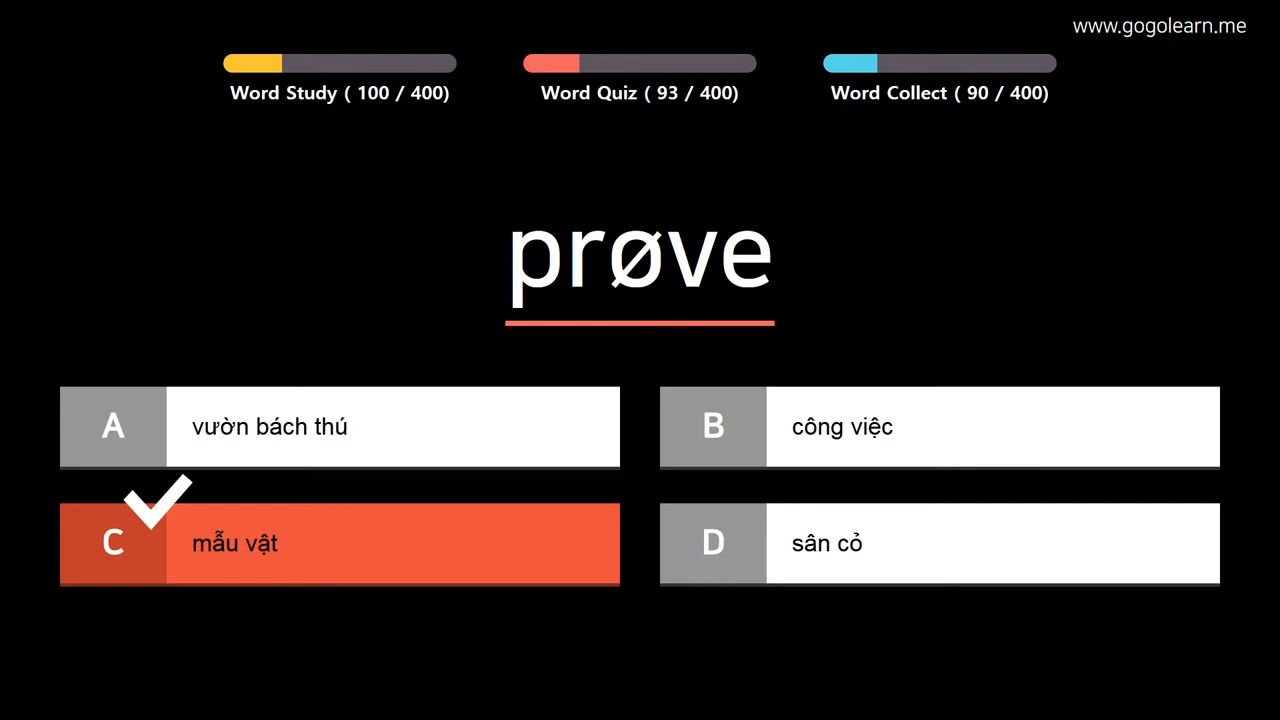 www.gogolearn.me
Word Study ( 100 / 400)
Word Quiz ( 93 / 400)
Word Collect ( 90 / 400)
prøve
A vườn bách thú
B công việc
C mẫu vật
D sân cỏ